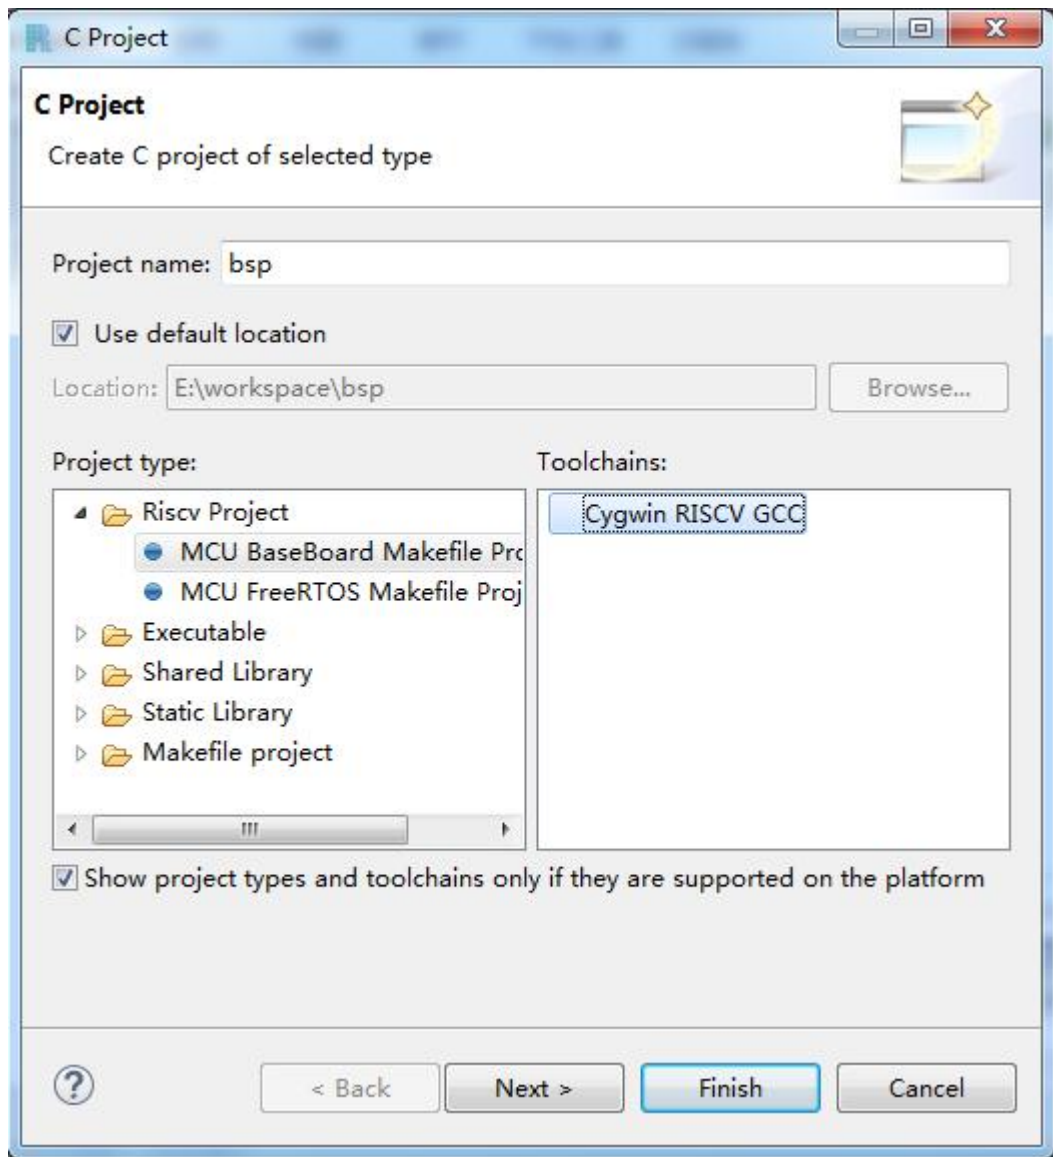 C Project
C Project
Create C project of selected type
Project name: bsp
Use default location
Location: E:\workspace\bsp Browse...
Project type: Toolchains:
Riscv Project Cygwin RISCV GCC
MCU BaseBoard Makefile Pro
MCU FreeRTOS Makefile Proj
Executable
Shared Library
Static Library
Makefile project
Show project types and toolchains only if they are supported on the platform
? < Back Next > Finish Cancel